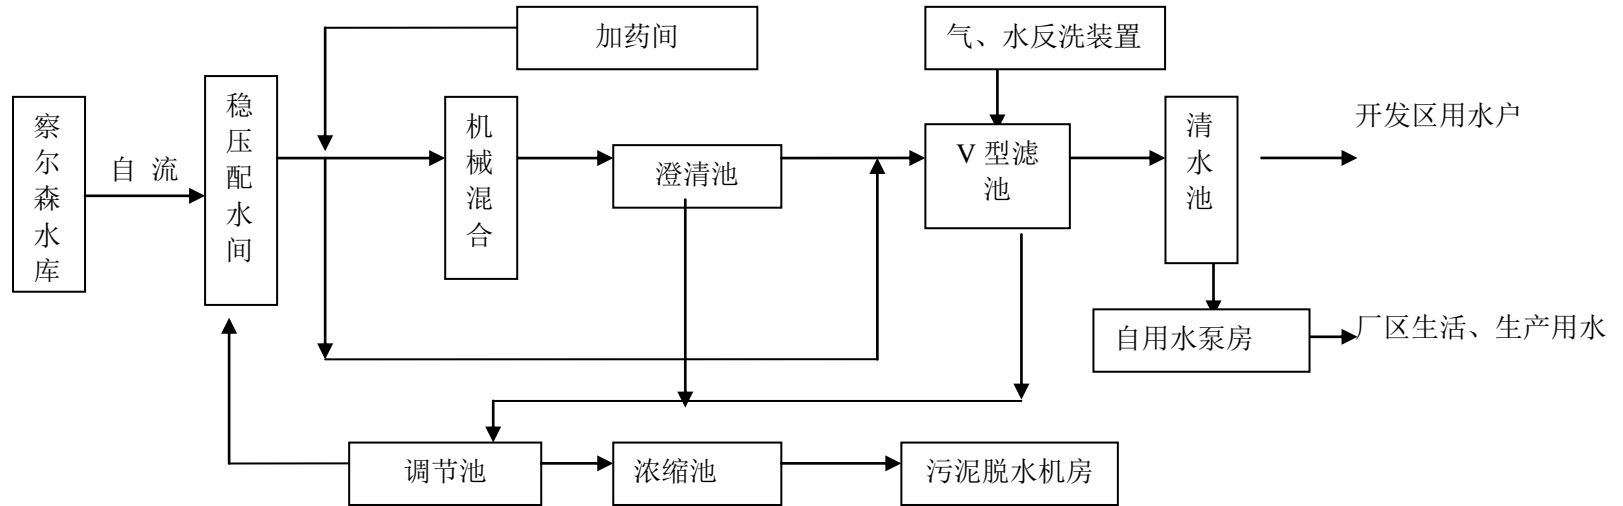 加药间
气、水反洗装置
察尔森水库
自 流
稳压配水间
机械混合
澄清池
V 型滤
池
清水池
开发区用水户
自用水泵房
厂区生活、生产用水
调节池
浓缩池
污泥脱水机房